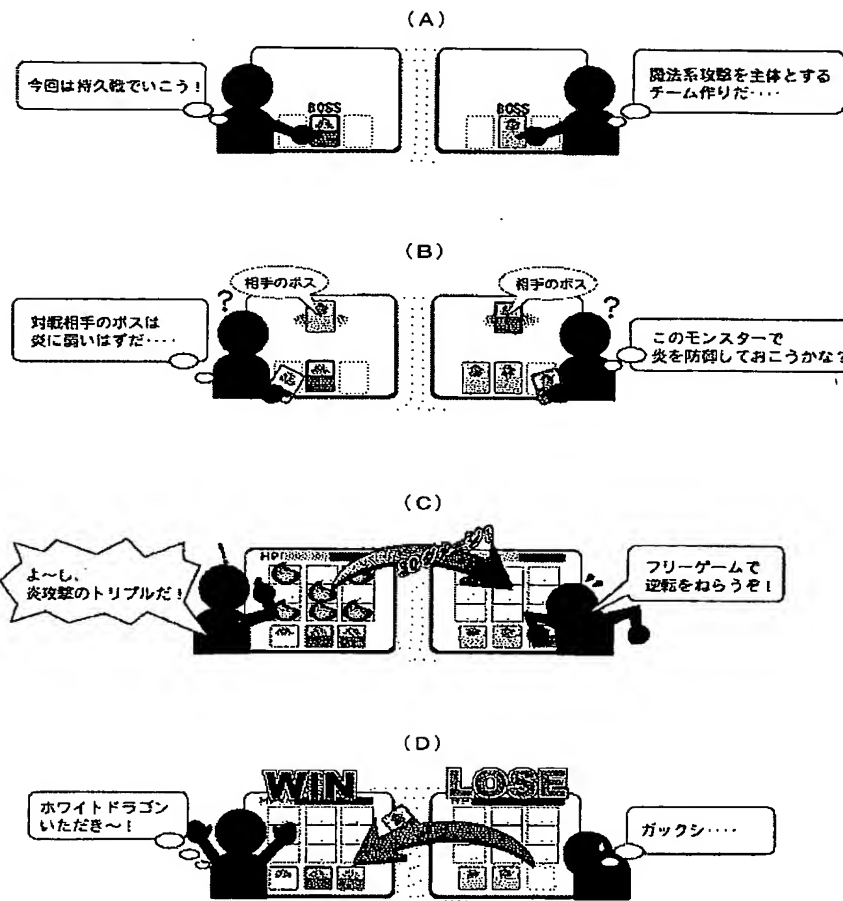 (A)
今回は持久戦でいこう!
BOSS
BOSS
魔法系攻撃を主体とする
チーム作りだ‥‥
(B)
相手のボス
相手のボス
?
?
対戦相手のボスは
炎に弱いはずだ‥‥
このモンスターで
炎を防御しておこうかな?
(C)
よ~し、
炎攻撃のトリプルだ!
HP
フリーゲームで
逆転をねらうぞ!
(D)
WIN
LOSE
ホワイトドラゴン
いただき~!
ガックシ‥‥